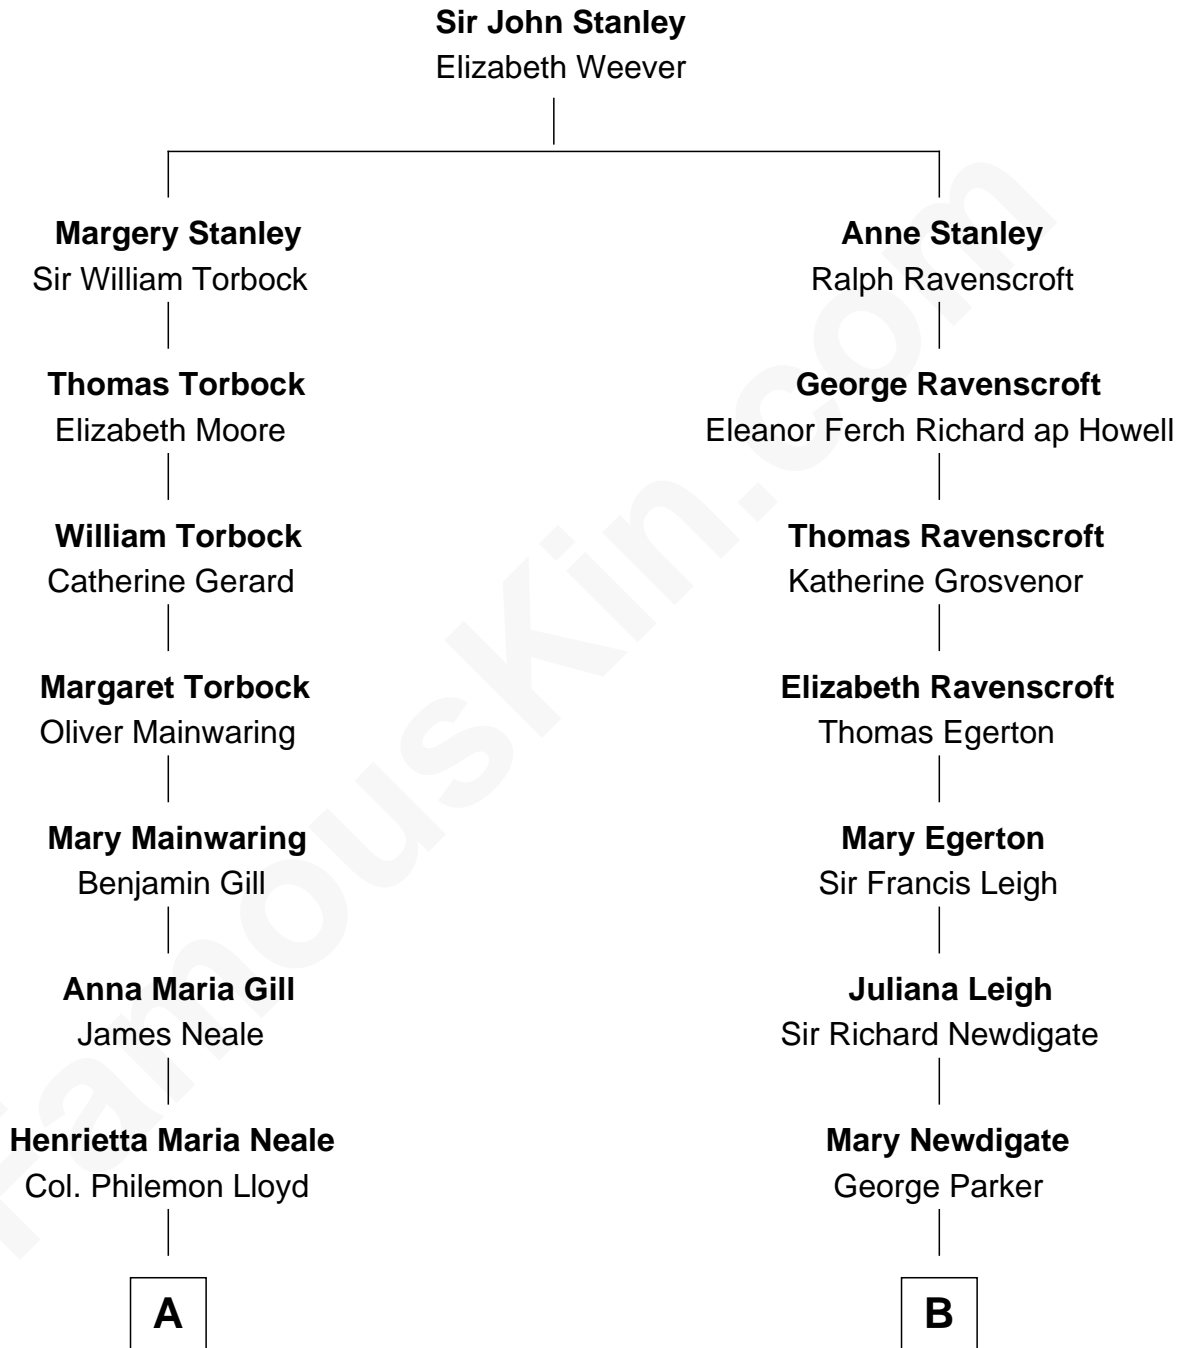 Sir John Stanley
Elizabeth Weever
Margery Stanley
Sir William Torbock
Anne Stanley
Ralph Ravenscroft
Thomas Torbock
Elizabeth Moore
George Ravenscroft
Eleanor Ferch Richard ap Howell
William Torbock
Catherine Gerard
Thomas Ravenscroft
Katherine Grosvenor
Margaret Torbock
Oliver Mainwaring
Elizabeth Ravenscroft
Thomas Egerton
Mary Mainwaring
Benjamin Gill
Mary Egerton
Sir Francis Leigh
Anna Maria Gill
James Neale
Juliana Leigh
Sir Richard Newdigate
Henrietta Maria Neale
Col. Philemon Lloyd
Mary Newdigate
George Parker
A
B
FamousKin.com